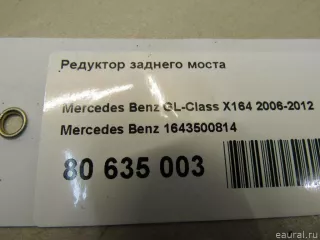 Редуктор заднего моста
Mercedes Benz GL-Class X164 2006-2012
Mercedes Benz 1643500814
80 635 003
eaural.ru